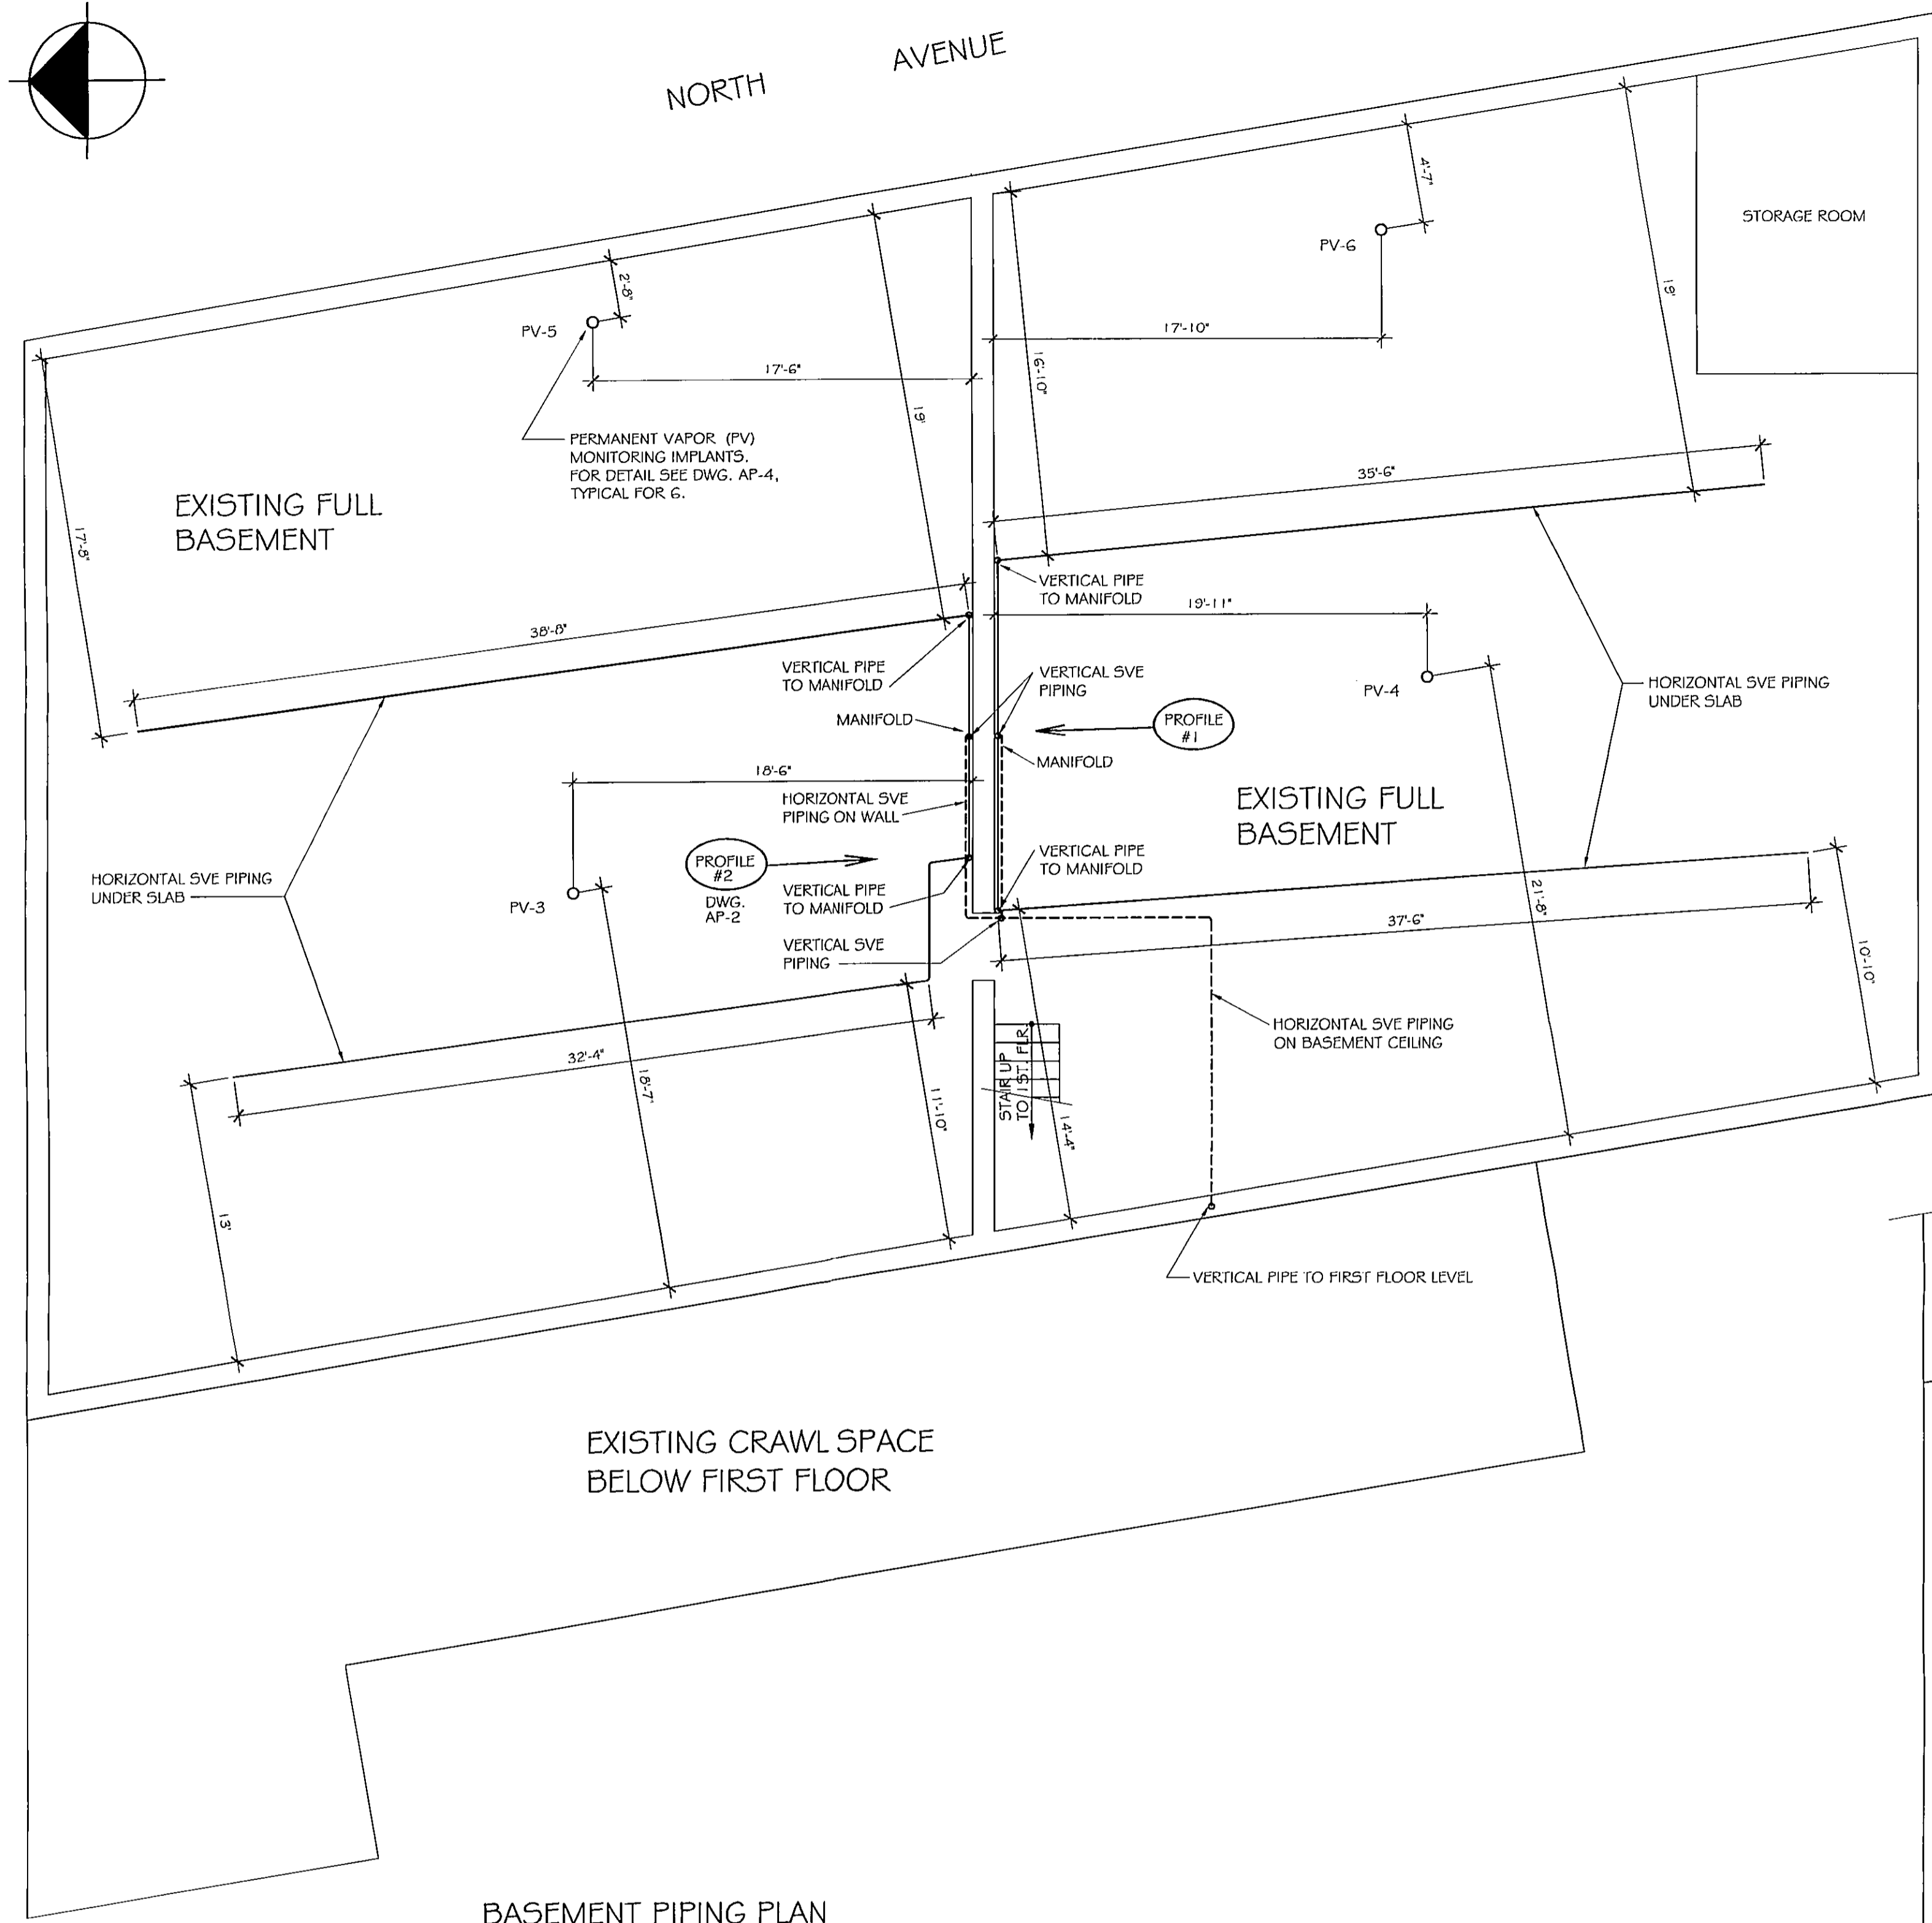 NORTH AVENUE
STORAGE ROOM
4'-7"
PV-6
19'
17'-10"
2'-8"
PV-5
17'-6"
16'-10"
19'
PERMANENT VAPOR (PV)
MONITORING IMPLANTS.
FOR DETAIL SEE DWG. AP-4,
TYPICAL FOR 6.
EXISTING FULL
BASEMENT
17'-8"
35'-6"
VERTICAL PIPE
TO MANIFOLD
19'-11"
38'-8"
VERTICAL PIPE
TO MANIFOLD
VERTICAL SVE
PIPING
PV-4
HORIZONTAL SVE PIPING
UNDER SLAB
MANIFOLD
PROFILE
#1
MANIFOLD
18'-6"
HORIZONTAL SVE
PIPING ON WALL
EXISTING FULL
BASEMENT
PROFILE
#2
DWG.
AP-2
VERTICAL PIPE
TO MANIFOLD
HORIZONTAL SVE PIPING
UNDER SLAB
PV-3
VERTICAL PIPE
TO MANIFOLD
21'-8"
37'-6"
VERTICAL SVE
PIPING
10'-10"
HORIZONTAL SVE PIPING
ON BASEMENT CEILING
32'-4"
18'-7"
11'-10"
STAIR UP
TO 1ST. FLR.
14'-4"
13'
VERTICAL PIPE TO FIRST FLOOR LEVEL
EXISTING CRAWL SPACE
BELOW FIRST FLOOR
BASEMENT PIPING PLAN